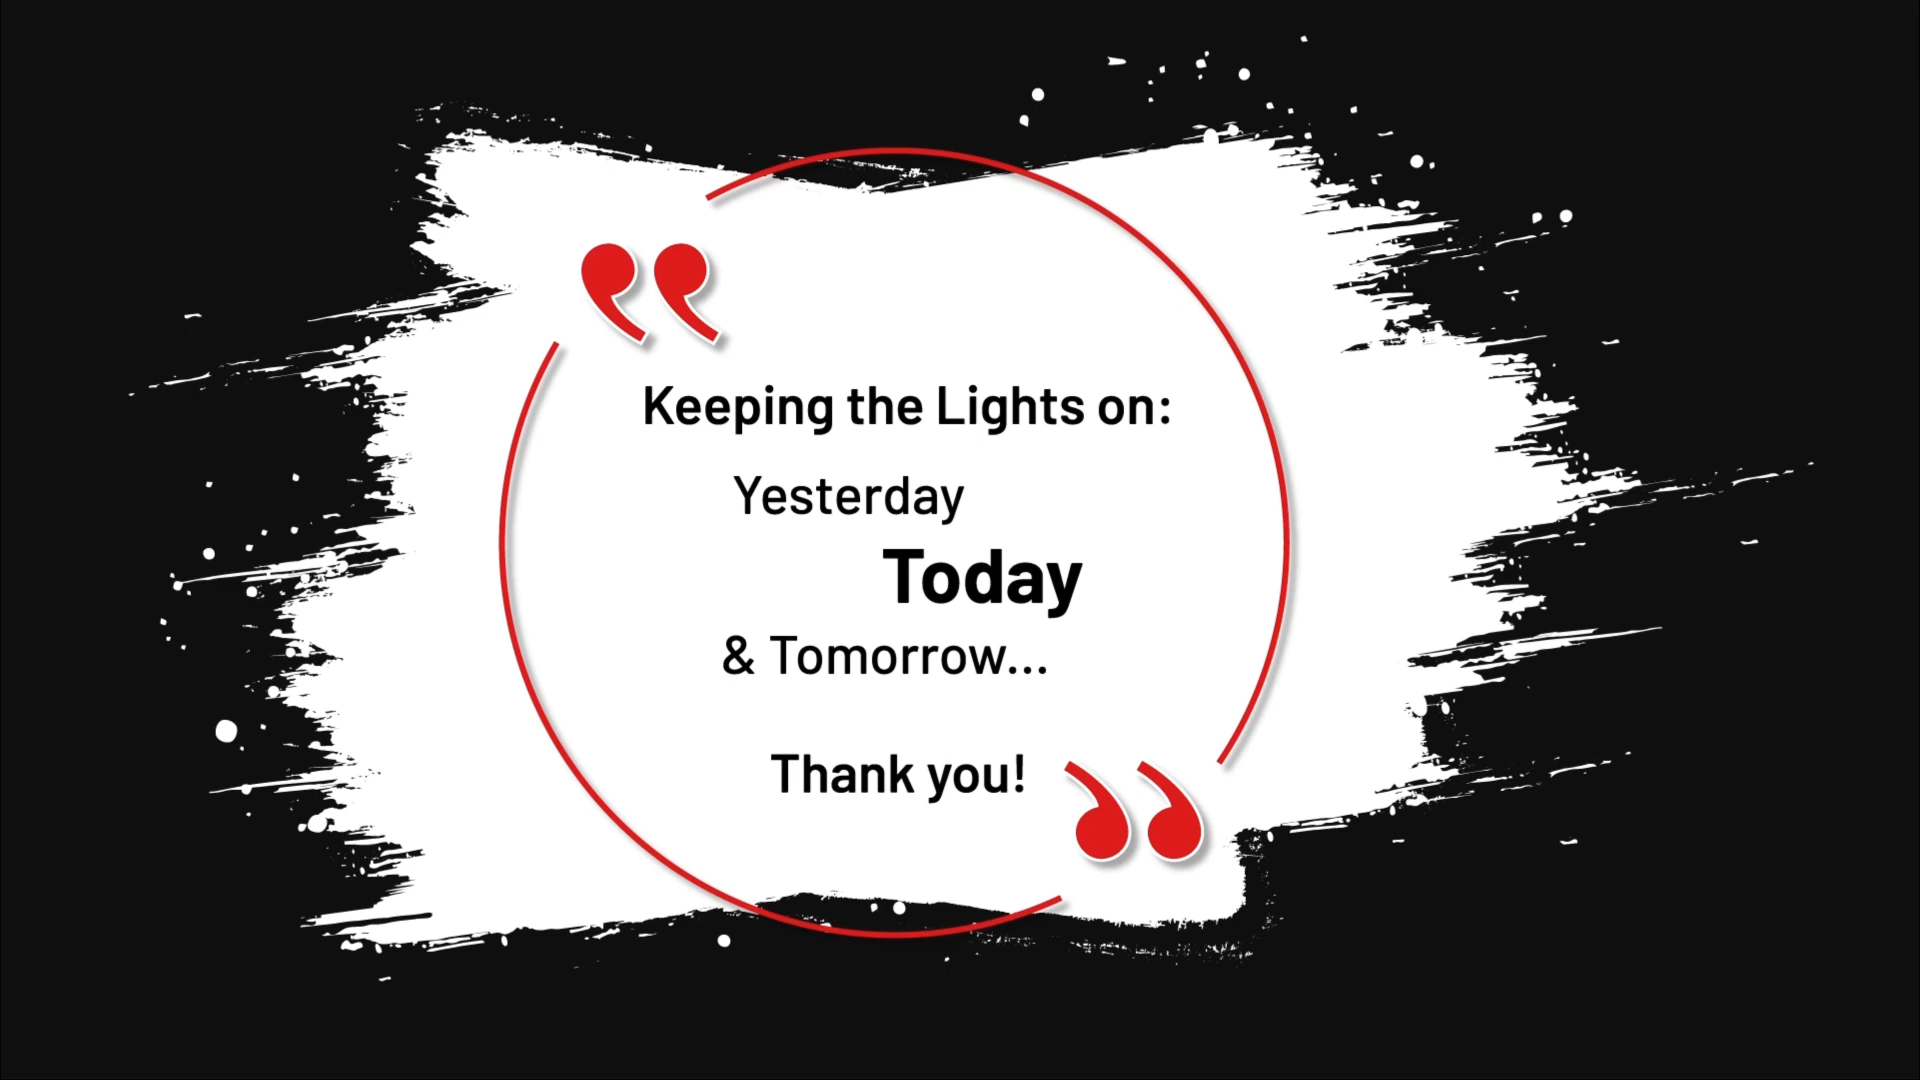 Keeping the Lights on:
Yesterday
Today
& Tomorrow...
Thank you!